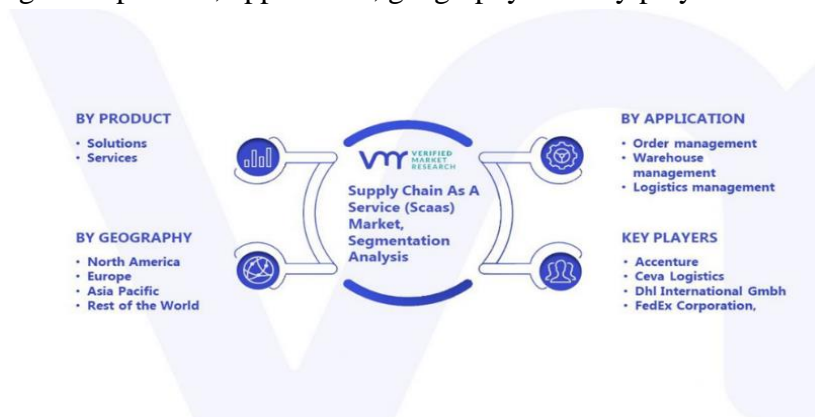 BY PRODUCT
• Solutions
• Services
BY GEOGRAPHY
• North America
• Europe
• Asia Pacific
• Rest of the World
vmr VERIFIED
MARKET
RESEARCH
Supply Chain As A
Service (Scaas)
Market,
Segmentation
Analysis
BY APPLICATION
• Order management
• Warehouse
management
• Logistics management
KEY PLAYERS
• Accenture
• Ceva Logistics
• Dhl International Gmbh
• FedEx Corporation,